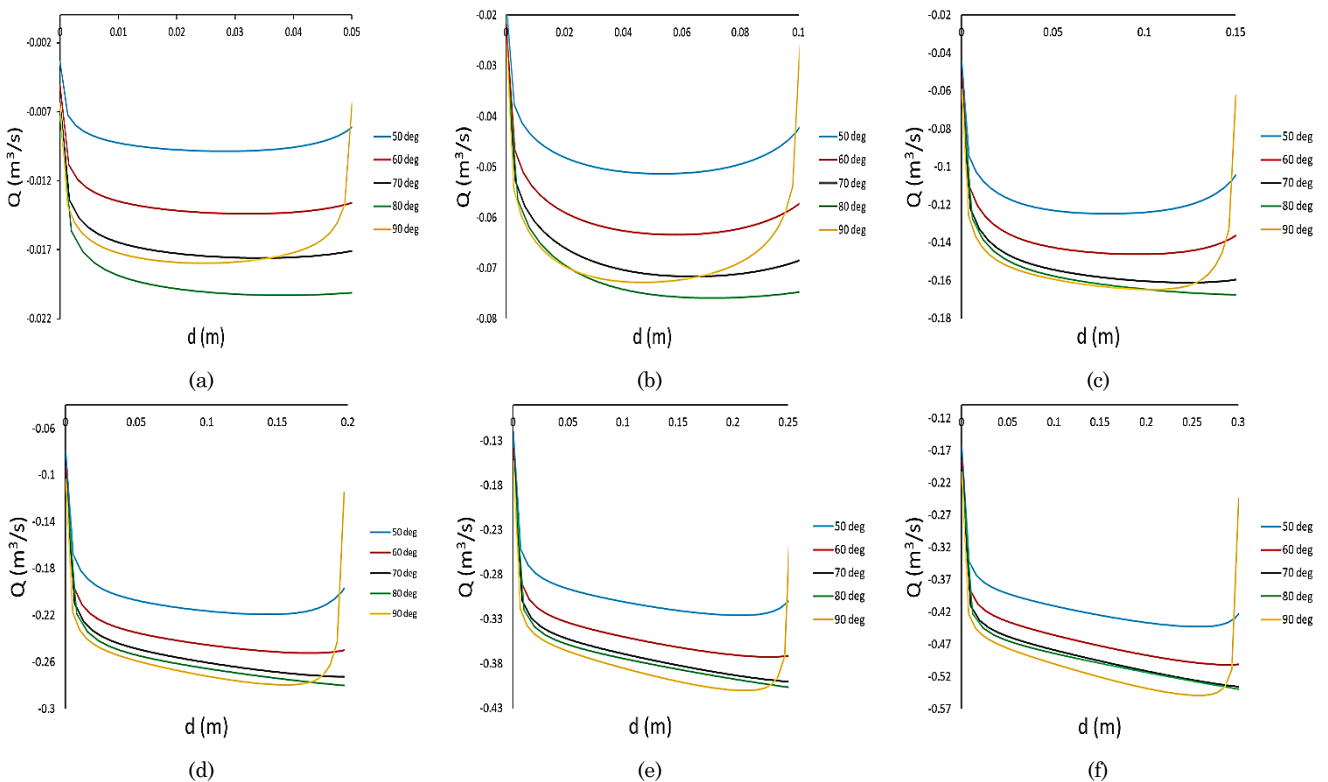 0 0.01 0.02 0.03 0.04 0.05
-0.002
-0.007
-0.012
-0.017
-0.022
Q (m³/s)
50 deg
60 deg
70 deg
80 deg
90 deg
d (m)
(a)
-0.02
0 0.02 0.04 0.06 0.08 0.1
-0.03
-0.04
-0.05
-0.06
-0.07
-0.08
Q (m³/s)
50 deg
60 deg
70 deg
80 deg
90 deg
d (m)
(b)
-0.02
0 0.05 0.1 0.15
-0.04
-0.06
-0.08
-0.1
-0.12
-0.14
-0.16
-0.18
Q (m³/s)
50 deg
60 deg
70 deg
80 deg
90 deg
d (m)
(c)
0 0.05 0.1 0.15 0.2
-0.06
-0.1
-0.14
-0.18
-0.22
-0.26
-0.3
Q (m³/s)
50 deg
60 deg
70 deg
80 deg
90 deg
d (m)
(d)
0 0.05 0.1 0.15 0.2 0.25
-0.13
-0.18
-0.23
-0.28
-0.33
-0.38
-0.43
Q (m³/s)
50 deg
60 deg
70 deg
80 deg
90 deg
d (m)
(e)
-0.12
0 0.05 0.1 0.15 0.2 0.25 0.3
-0.17
-0.22
-0.27
-0.32
-0.37
-0.42
-0.47
-0.52
-0.57
Q (m³/s)
50 deg
60 deg
70 deg
80 deg
90 deg
d (m)
(f)